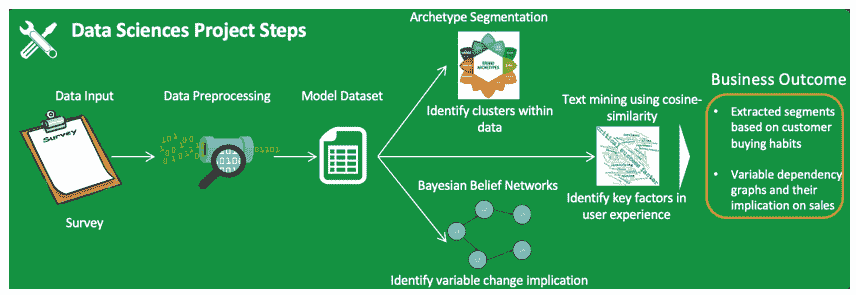 Data Sciences Project Steps
Data Input
Survey
Survey
Data Preprocessing
Model Dataset
Archetype Segmentation
Identify clusters within
data
Text mining using cosine-
similarity
Identify key factors in
user experience
Bayesian Belief Networks
Identify variable change implication
Business Outcome
• Extracted segments
based on customer
buying habits
• Variable dependency
graphs and their
implication on sales